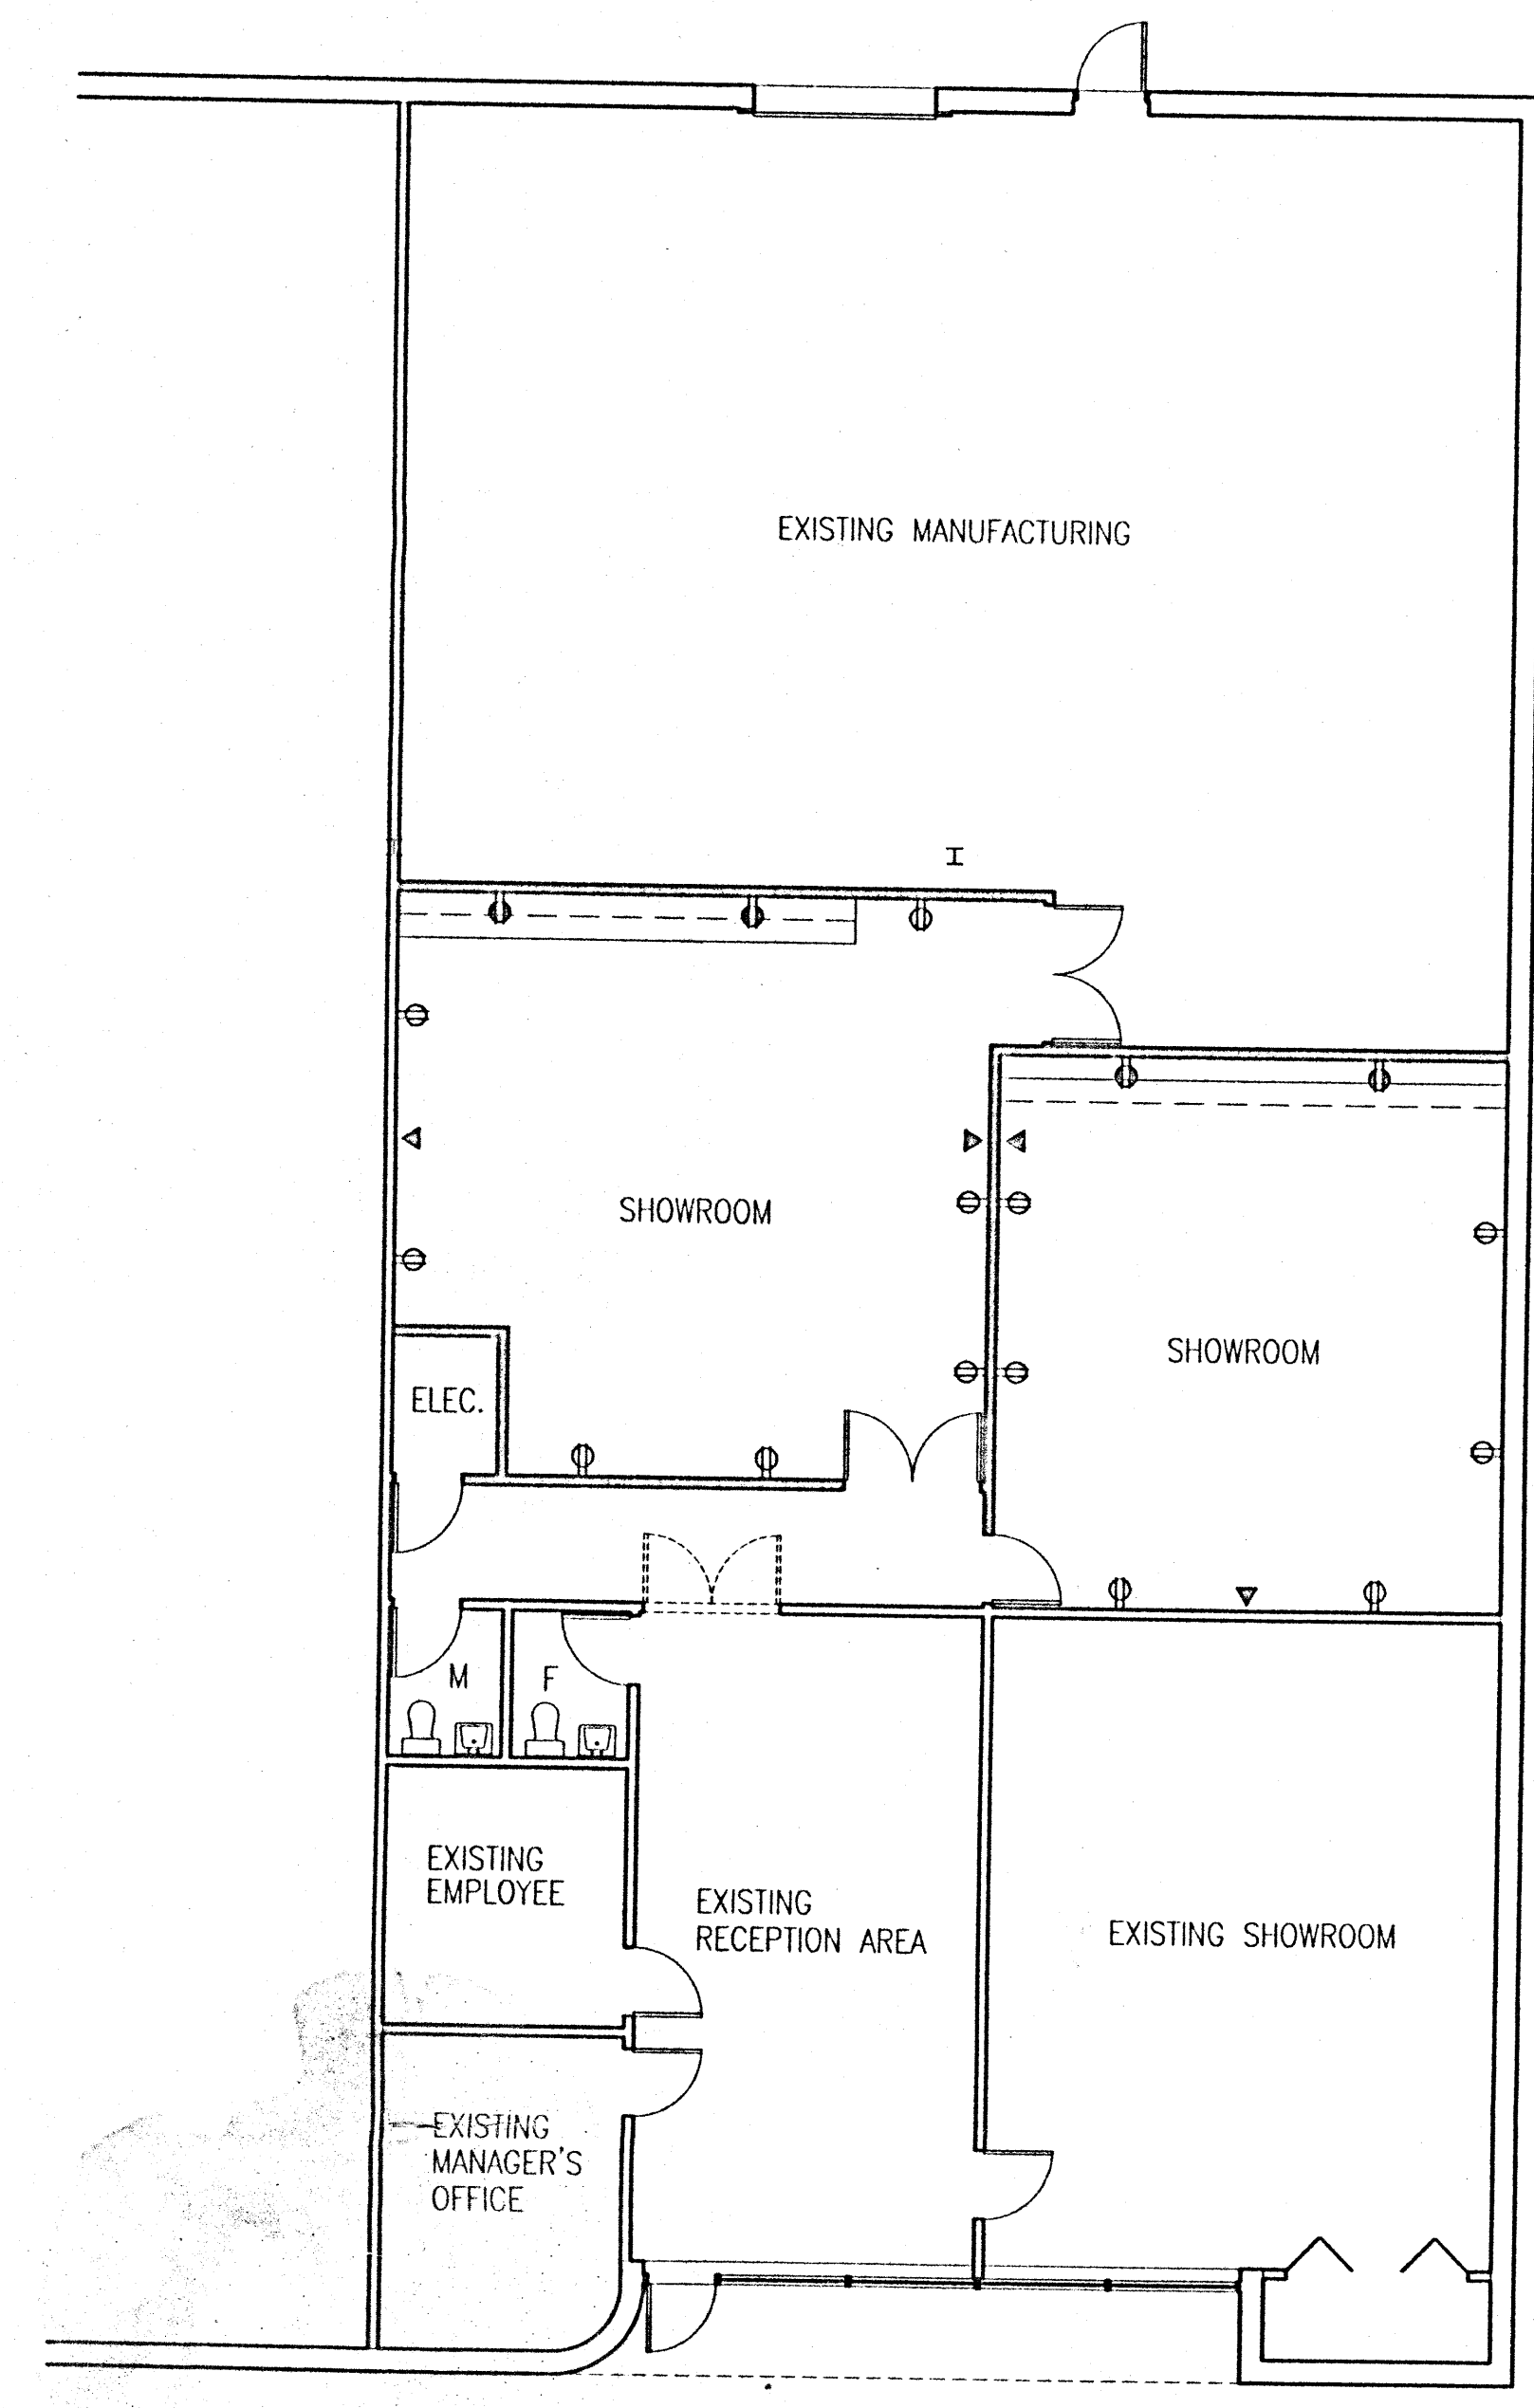 EXISTING MANUFACTURING
I
SHOWROOM
SHOWROOM
ELEC.
M
F
EXISTING
EMPLOYEE
EXISTING
RECEPTION AREA
EXISTING SHOWROOM
EXISTING
MANAGER'S
OFFICE